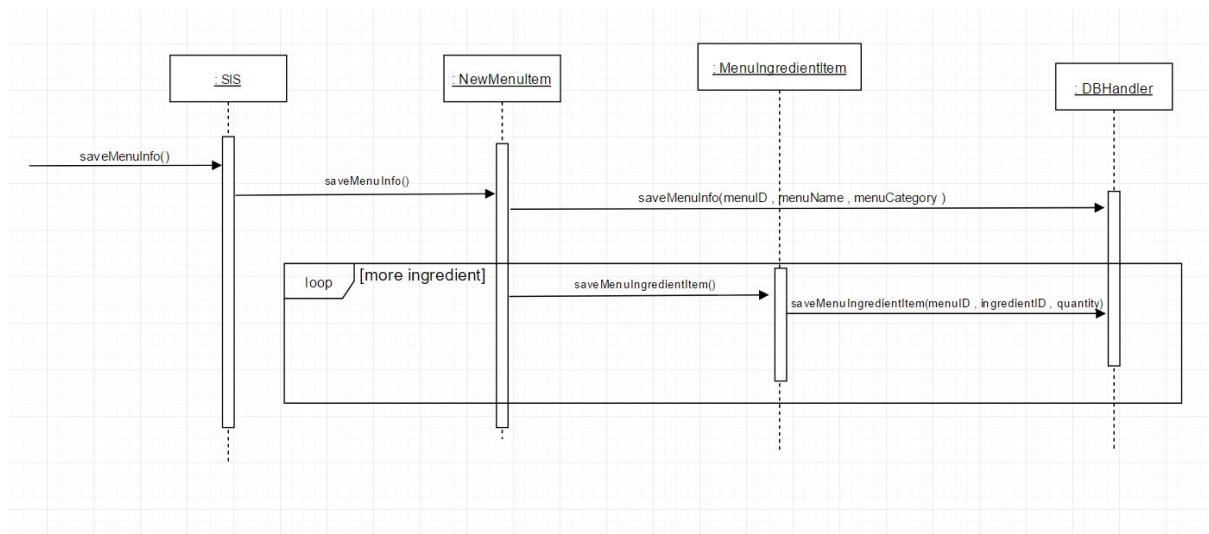 : SIS
: NewMenuItem
: MenuIngredientItem
: DBHandler
saveMenuInfo()
saveMenuInfo()
saveMenuInfo(menuID , menuName , menuCategory )
loop
[more ingredient]
saveMenuIngredientItem()
saveMenuIngredientItem(menuID , ingredientID , quantity)